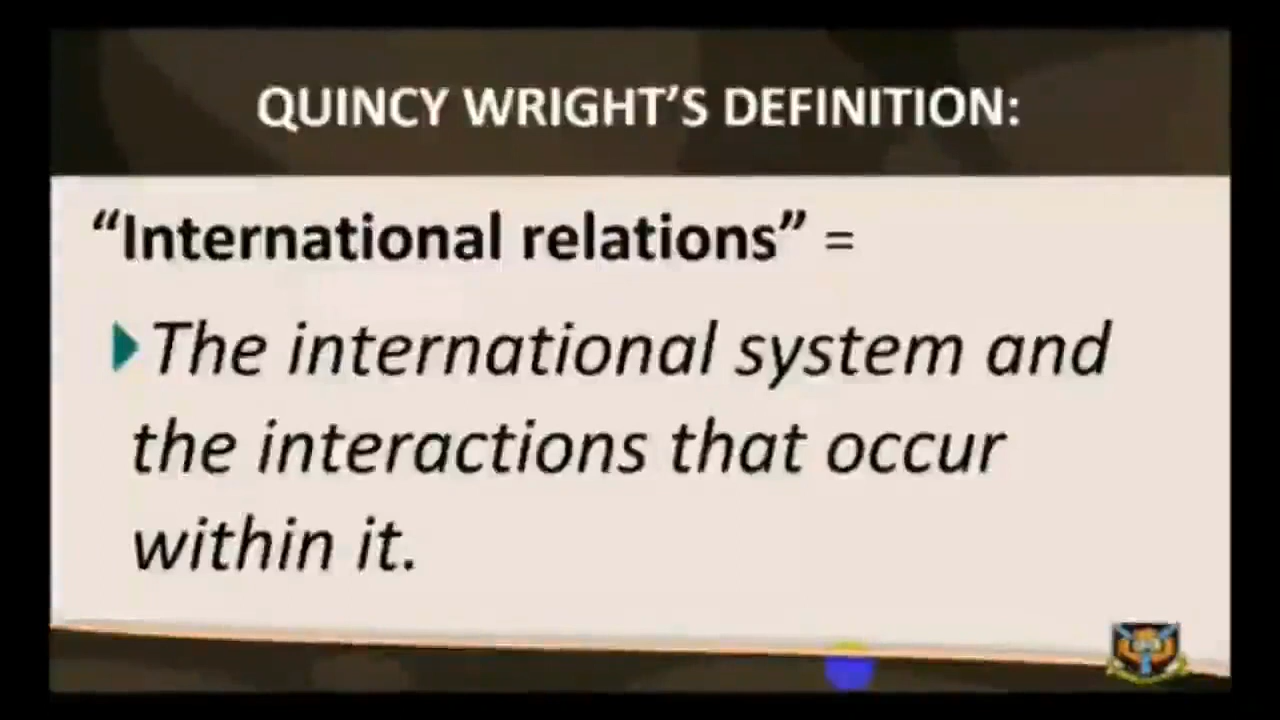 QUINCY WRIGHT’S DEFINITION:
“International relations” =
The international system and
the interactions that occur
within it.